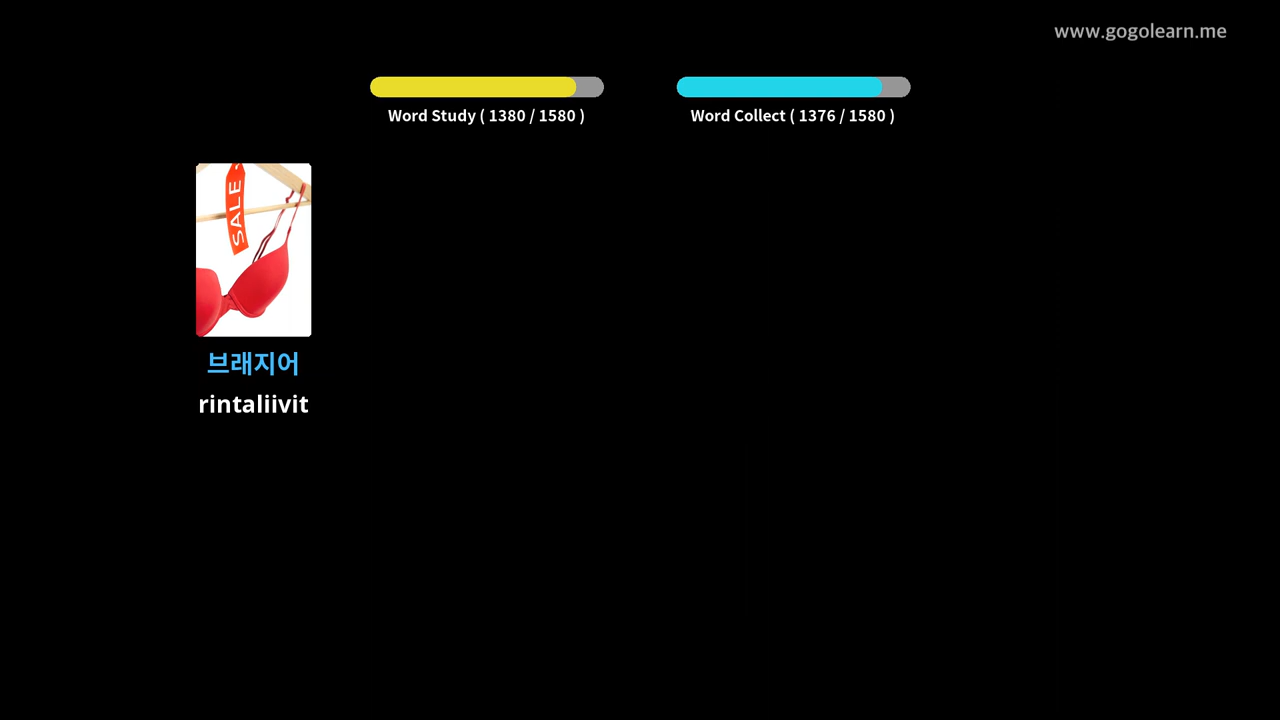 www.gogolearn.me
Word Study ( 1380 / 1580 )
Word Collect ( 1376 / 1580 )
SALE
브래지어
rintaliivit